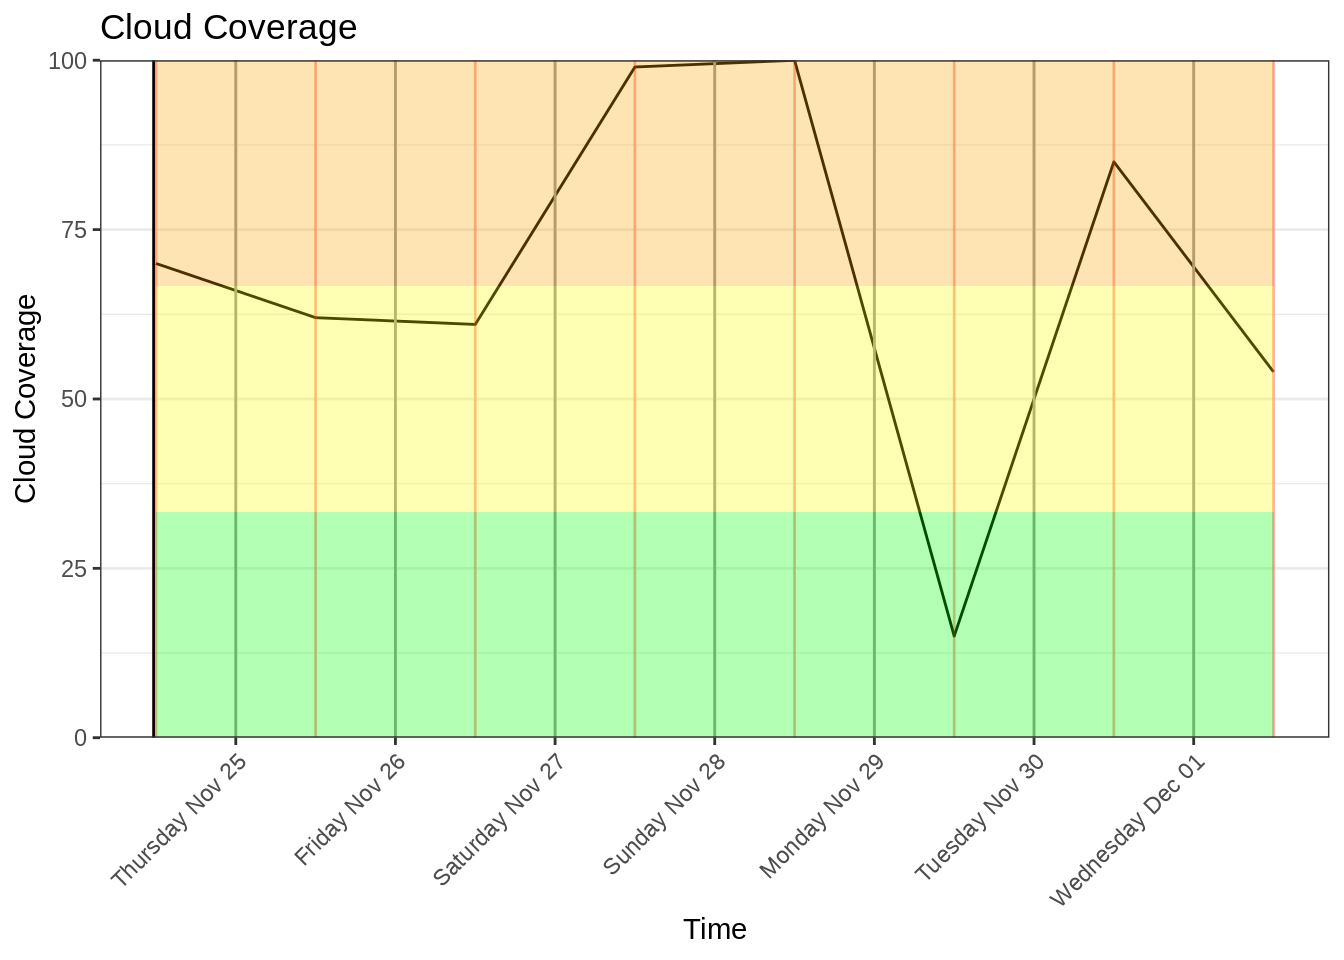 Cloud Coverage
Cloud Coverage
100
75
50
25
0
Thursday Nov 25
Friday Nov 26
Saturday Nov 27
Sunday Nov 28
Monday Nov 29
Tuesday Nov 30
Wednesday Dec 01
Time